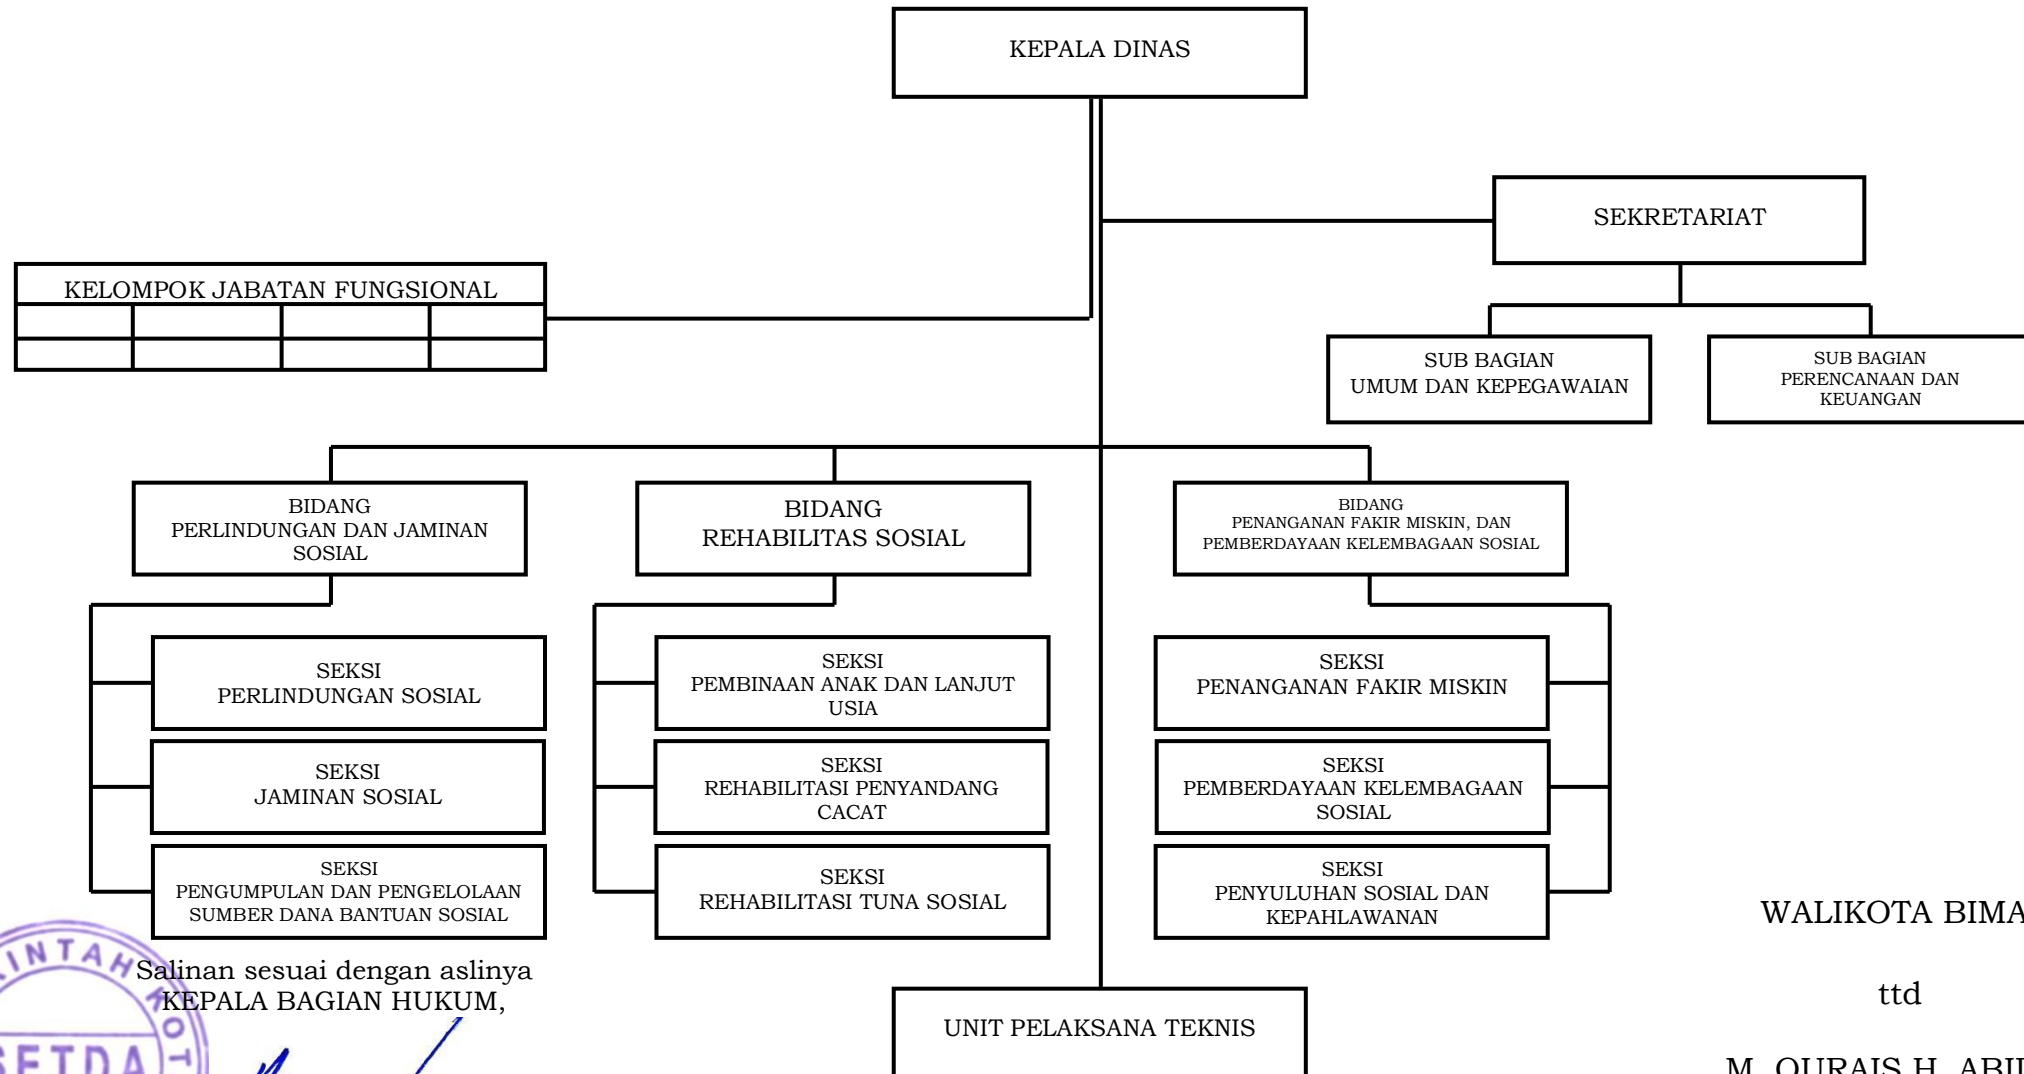 KEPALA DINAS
SEKRETARIAT
KELOMPOK JABATAN FUNGSIONAL
SUB BAGIAN
UMUM DAN KEPEGAWAIAN
SUB BAGIAN
PERENCANAAN DAN
KEUANGAN
BIDANG
PERLINDUNGAN DAN JAMINAN
SOSIAL
BIDANG
REHABILITAS SOSIAL
BIDANG
PENANGANAN FAKIR MISKIN, DAN
PEMBERDAYAAN KELEMBAGAAN SOSIAL
SEKSI
PERLINDUNGAN SOSIAL
SEKSI
JAMINAN SOSIAL
SEKSI
PENGUMPULAN DAN PENGELOLAAN
SUMBER DANA BANTUAN SOSIAL
SEKSI
PEMBINAAN ANAK DAN LANJUT
USIA
SEKSI
REHABILITASI PENYANDANG
CACAT
SEKSI
REHABILITASI TUNA SOSIAL
SEKSI
PENANGANAN FAKIR MISKIN
SEKSI
PEMBERDAYAAN KELEMBAGAAN
SOSIAL
SEKSI
PENYULUHAN SOSIAL DAN
KEPAHLAWANAN
UNIT PELAKSANA TEKNIS
Salinan sesuai dengan aslinya
KEPALA BAGIAN HUKUM,
SETDA
WALIKOTA BIMA
ttd
M. QURAIS H. ABI